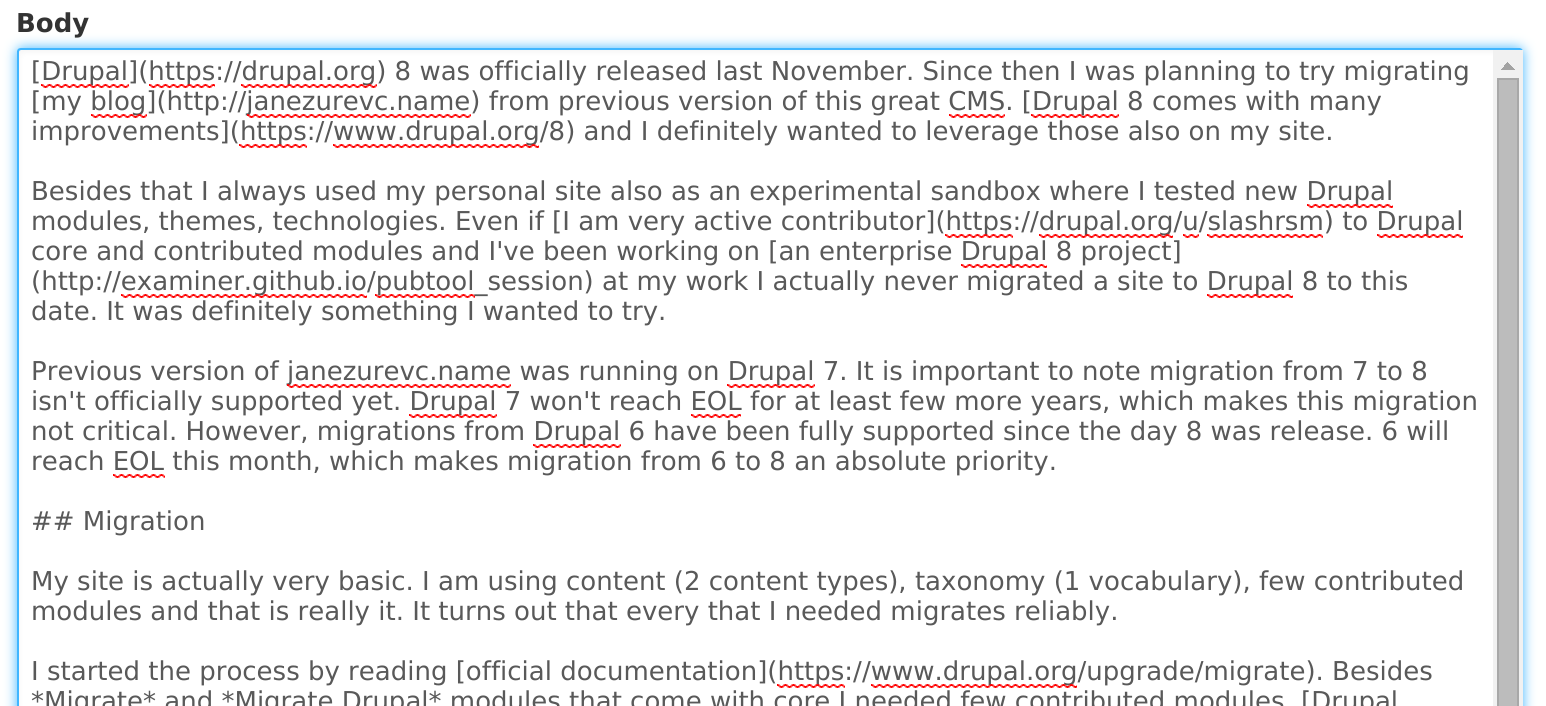 Body
[Drupal](https://drupal.org) 8 was officially released last November. Since then I was planning to try migrating
[my blog](http://janezurevc.name) from previous version of this great CMS. [Drupal 8 comes with many
improvements](https://www.drupal.org/8) and I definitely wanted to leverage those also on my site.
Besides that I always used my personal site also as an experimental sandbox where I tested new Drupal
modules, themes, technologies. Even if [I am very active contributor](https://drupal.org/u/slashrsm) to Drupal
core and contributed modules and I've been working on [an enterprise Drupal 8 project]
(http://examiner.github.io/pubtool_session) at my work I actually never migrated a site to Drupal 8 to this
date. It was definitely something I wanted to try.
Previous version of janezurevc.name was running on Drupal 7. It is important to note migration from 7 to 8
isn't officially supported yet. Drupal 7 won't reach EOL for at least few more years, which makes this migration
not critical. However, migrations from Drupal 6 have been fully supported since the day 8 was release. 6 will
reach EOL this month, which makes migration from 6 to 8 an absolute priority.
## Migration
My site is actually very basic. I am using content (2 content types), taxonomy (1 vocabulary), few contributed
modules and that is really it. It turns out that every that I needed migrates reliably.
I started the process by reading [official documentation](https://www.drupal.org/upgrade/migrate). Besides
*Migrate* and *Migrate Drupal* modules that come with core I needed few contributed modules. [Drupal